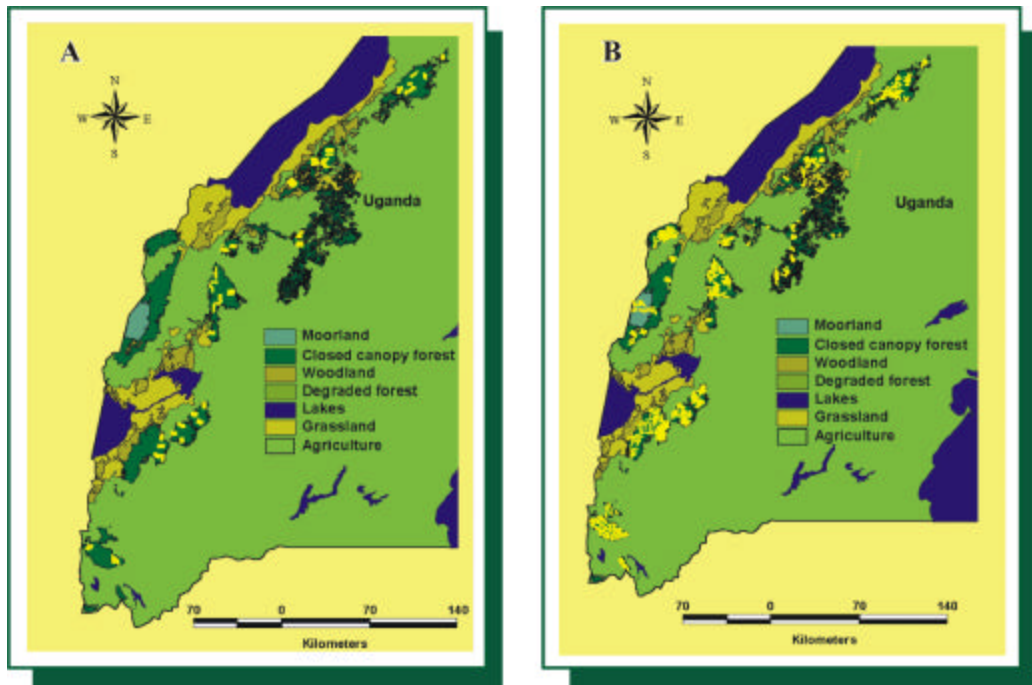 A
N
W E
S
Uganda
Moorland
Closed canopy forest
Woodland
Degraded forest
Lakes
Grassland
Agriculture
70 0 70 140
Kilometers
B
N
W E
S
Uganda
Moorland
Closed canopy forest
Woodland
Degraded forest
Lakes
Grassland
Agriculture
70 0 70 140
Kilometers